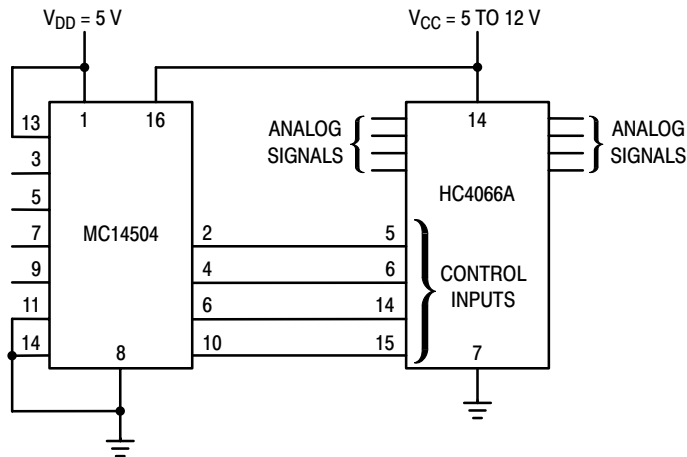 VDD = 5 V
VCC = 5 TO 12 V
13
1
16
14
ANALOG
SIGNALS
ANALOG
SIGNALS
3
5
HC4066A
7
MC14504
2
5
9
4
6
CONTROL
INPUTS
11
6
14
14
8
10
15
7